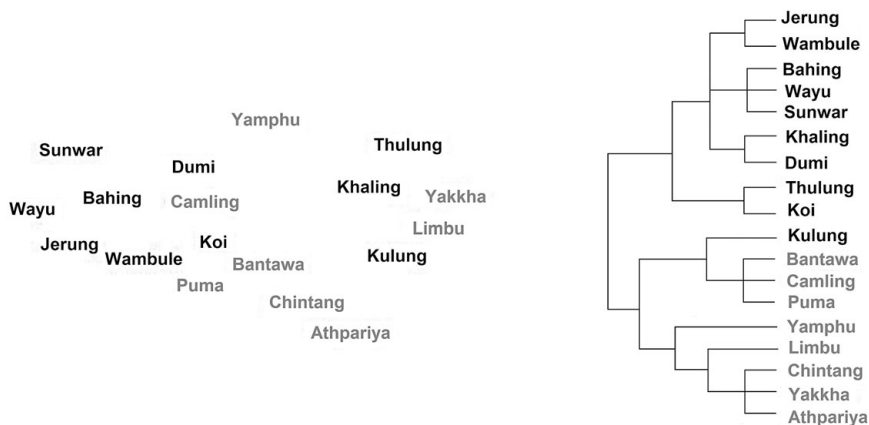 Yamphu
Sunwar
Thulung
Dumi
Bahing
Khaling
Yakkha
Wayu
Camling
Limbu
Jerung
Wambule
Koi
Kulung
Bantawa
Puma
Chintang
Athpariya
Jerung
Wambule
Bahing
Wayu
Sunwar
Khaling
Dumi
Thulung
Koi
Kulung
Bantawa
Camling
Puma
Yamphu
Limbu
Chintang
Yakkha
Athpariya